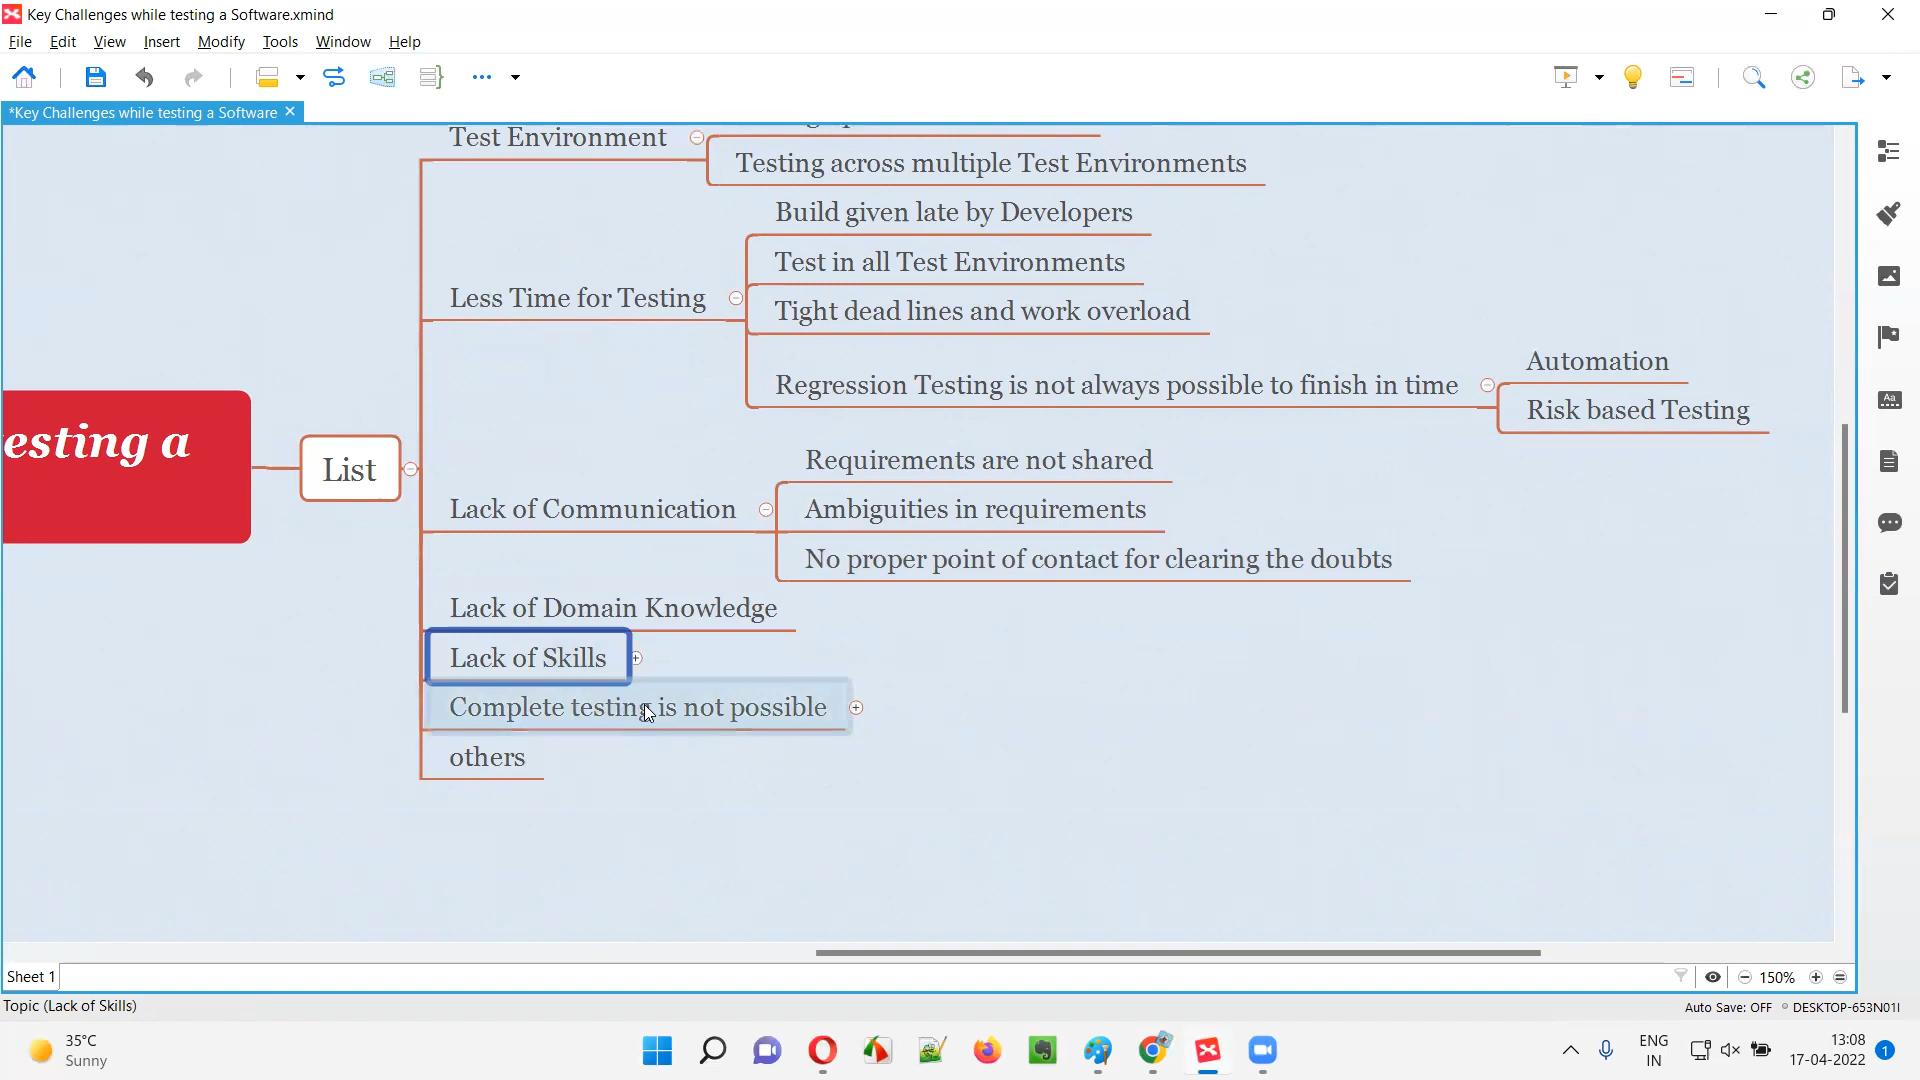 Key Challenges while testing a Software.xmind
File Edit View Insert Modify Tools Window Help
*Key Challenges while testing a Software
Test Environment
Testing across multiple Test Environments
Build given late by Developers
Test in all Test Environments
Less Time for Testing
Tight dead lines and work overload
Regression Testing is not always possible to finish in time
Automation
Risk based Testing
esting a
List
Requirements are not shared
Lack of Communication
Ambiguities in requirements
No proper point of contact for clearing the doubts
Lack of Domain Knowledge
Lack of Skills
Complete testing is not possible
others
Sheet 1
150%
Topic (Lack of Skills)
Auto Save: OFF
DESKTOP-653N01I
35°C
Sunny
ENG
IN
13:08
17-04-2022
1